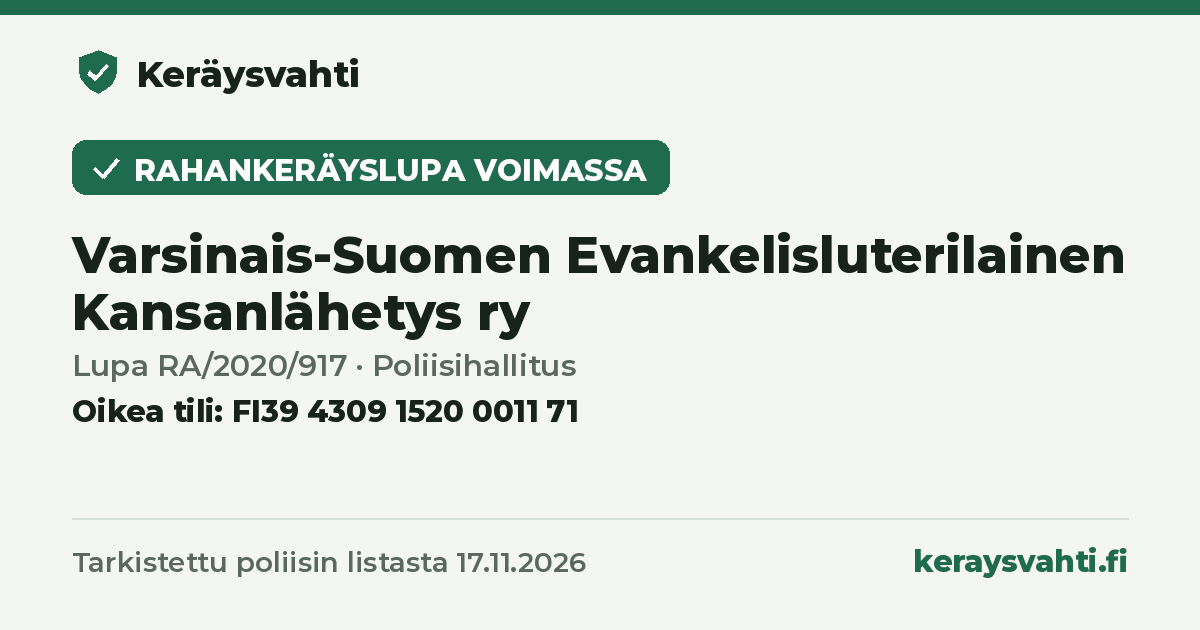 Keräysvahti
RAHANKERÄYSLUPA VOIMASSA
Varsinais-Suomen Evankelisluterilainen
Kansanlähetys ry
Lupa RA/2020/917 · Poliisihallitus
Oikea tili: FI39 4309 1520 0011 71
Tarkistettu poliisin listasta 17.11.2026
keraysvahti.fi